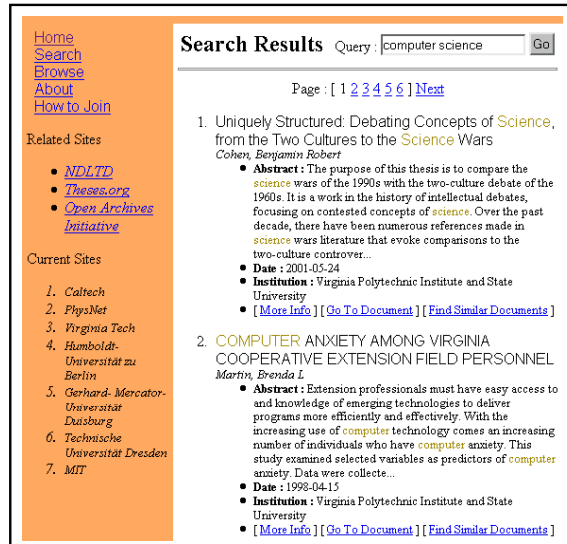 Home
Search
Browse
About
How to Join
Related Sites
• NDLTD
• Theses.org
• Open Archives
Initiative
Current Sites
1. Caltech
2. PhysNet
3. Virginia Tech
4. Humboldt-
Universität zu
Berlin
5. Gerhard- Mercator-
Universität
Duisburg
6. Technische
Universität Dresden
7. MIT
Search Results Query : computer science Go
Page : [ 1 2 3 4 5 6 ] Next
1. Uniquely Structured: Debating Concepts of Science,
from the Two Cultures to the Science Wars
Cohen, Benjamin Robert
• Abstract : The purpose of this thesis is to compare the
science wars of the 1990s with the two-culture debate of the
1960s. It is a work in the history of intellectual debates,
focusing on contested concepts of science. Over the past
decade, there have been numerous references made in
science wars literature that evoke comparisons to the
two-culture controver...
• Date : 2001-05-24
• Institution : Virginia Polytechnic Institute and State
University
• [ More Info ] [ Go To Document ] [ Find Similar Documents ]
2. COMPUTER ANXIETY AMONG VIRGINIA
COOPERATIVE EXTENSION FIELD PERSONNEL
Martin, Brenda L
• Abstract : Extension professionals must have easy access to
and knowledge of emerging technologies to deliver
programs more efficiently and effectively. With the
increasing use of computer technology comes an increasing
number of individuals who have computer anxiety. This
study examined selected variables as predictors of computer
anxiety. Data were collecte...
• Date : 1998-04-15
• Institution : Virginia Polytechnic Institute and State
University
• [ More Info ] [ Go To Document ] [ Find Similar Documents ]